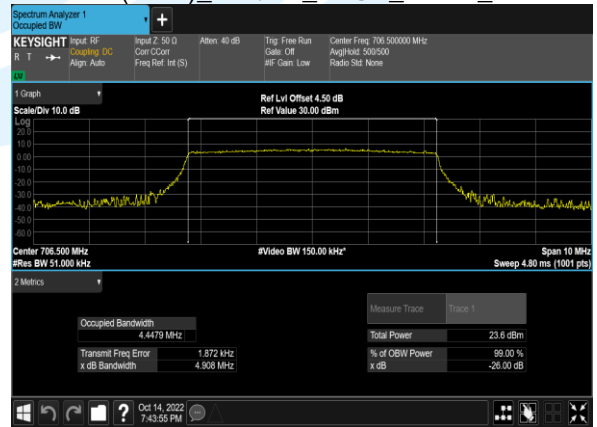 Spectrum Analyzer 1
Occupied BW
KEYSIGHT Input: RF Input Z: 50 Ω Atten: 40 dB Trig: Free Run Center Freq: 706.500000 MHz
R T Coupling: DC Corr CCorr Gate: Off Avg|Hold: 500/500
Align: Auto Freq Ref: Int (S) #IF Gain: Low Radio Std: None
LV
1 Graph
Ref Lvl Offset 4.50 dB
Scale/Div 10.0 dB Ref Value 30.00 dBm
Log
20.0
10.0
0.00
-10.0
-20.0
-30.0
-40.0
-50.0
-60.0
Center 706.500 MHz #Video BW 150.00 kHz* Span 10 MHz
#Res BW 51.000 kHz Sweep 4.80 ms (1001 pts)
2 Metrics
Measure Trace Trace 1
Occupied Bandwidth
4.4479 MHz Total Power 23.6 dBm
Transmit Freq Error 1.872 kHz % of OBW Power 99.00 %
x dB Bandwidth 4.908 MHz x dB -26.00 dB
? Oct 14, 2022
7:43:55 PM